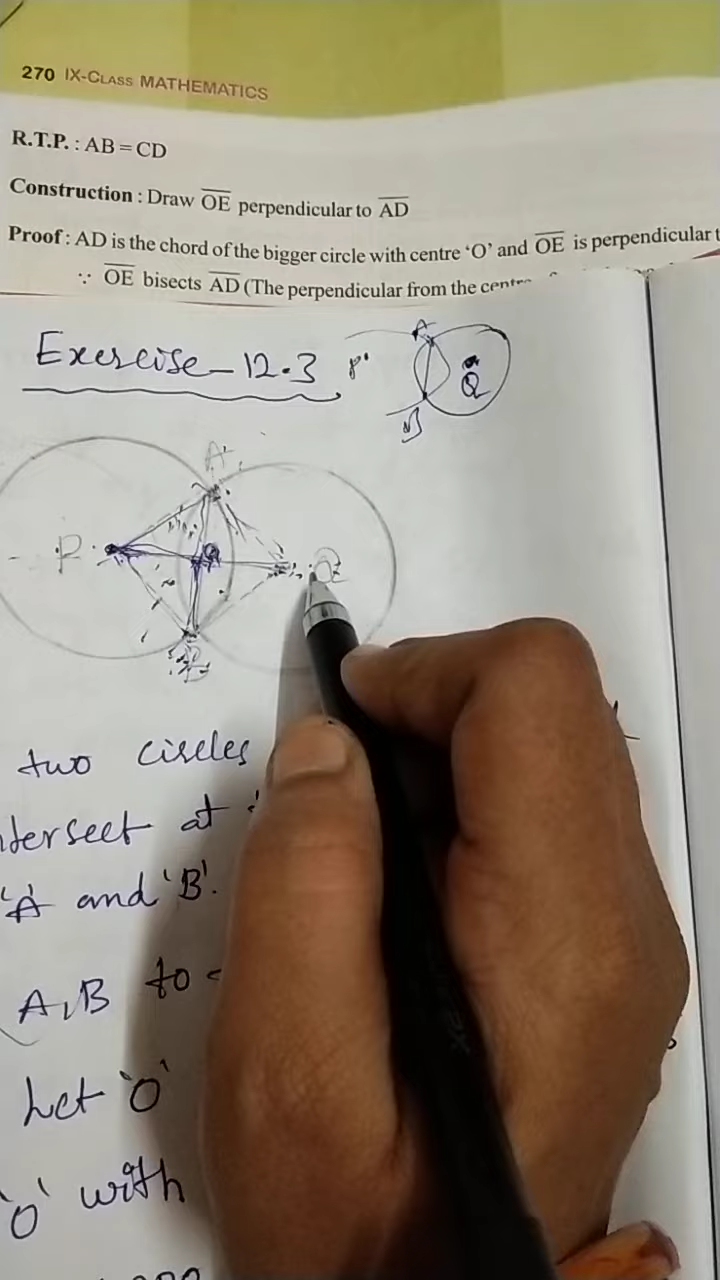 270 IX-CLASS MATHEMATICS
R.T.P. : AB = CD
Construction : Draw OE perpendicular to AD
Proof : AD is the chord of the bigger circle with centre 'O' and OE is perpendicular t
∵ OE bisects AD (The perpendicular from the
Exercise - 12.3
A
Q
B
A
P
two circles
ntersect at
'A' and 'B'.
A, B to
Let 'O'
'O' with